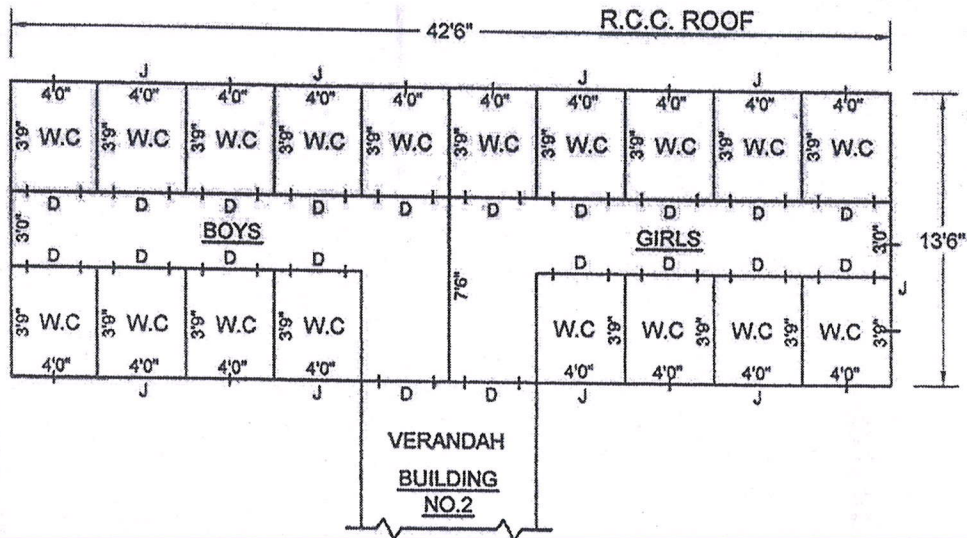 42'6" R.C.C. ROOF
J J J J
4'0" 4'0" 4'0" 4'0" 4'0" 4'0" 4'0" 4'0" 4'0" 4'0"
3'9" W.C 3'9" W.C 3'9" W.C 3'9" W.C 3'9" W.C 3'9" W.C 3'9" W.C 3'9" W.C 3'9" W.C 3'9" W.C
D D D D D D D D D D
3'0" BOYS GIRLS 3'0" 13'6"
D D D D D D D D
7'6" J
3'9" W.C 3'9" W.C 3'9" W.C 3'9" W.C W.C 3'9" W.C 3'9" W.C 3'9" W.C 3'9"
4'0" 4'0" 4'0" 4'0" 4'0" 4'0" 4'0" 4'0"
J J D D J J
VERANDAH
BUILDING
NO.2